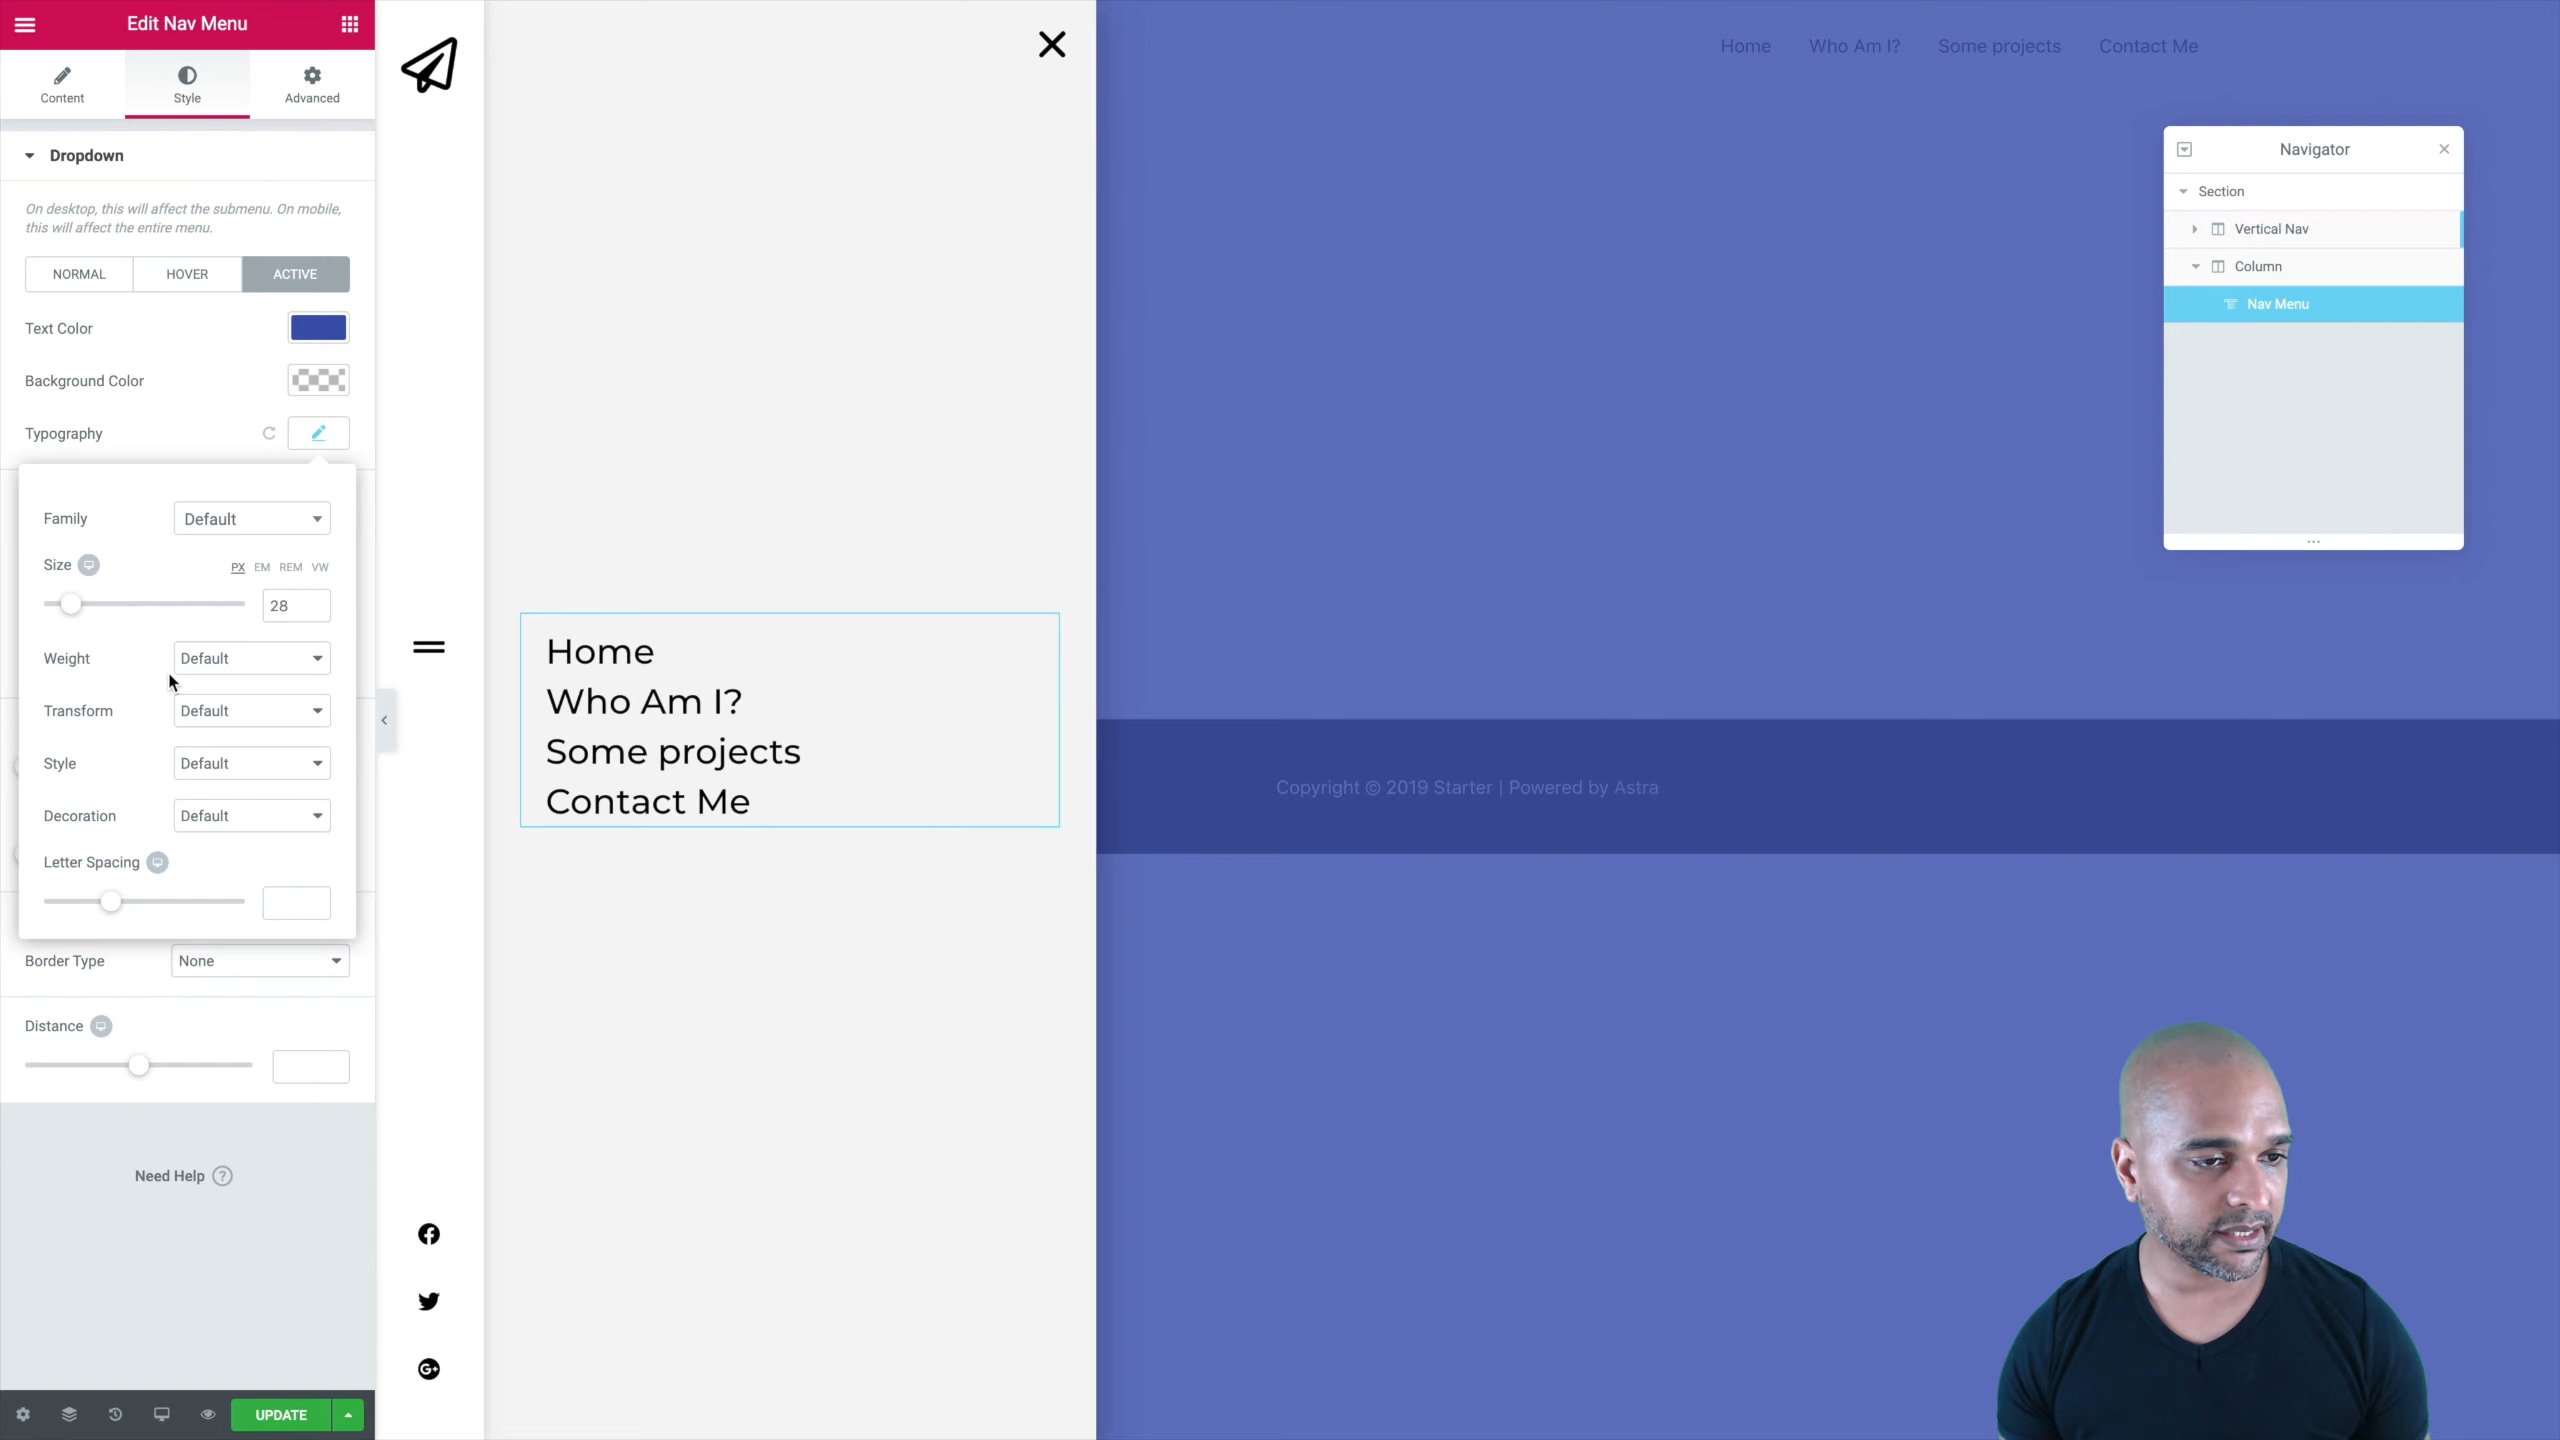 Edit Nav Menu
Content
Style
Advanced
Dropdown
On desktop, this will affect the submenu. On mobile,
this will affect the entire menu.
NORMAL
HOVER
ACTIVE
Text Color
Background Color
Typography
Family
Default
Size
PX
EM
REM
VW
28
Weight
Default
Transform
Default
Style
Default
Decoration
Default
Letter Spacing
Border Type
None
Distance
Need Help
?
UPDATE
Home
Who Am I?
Some projects
Contact Me
Home
Who Am I?
Some projects
Contact Me
Copyright © 2019 Starter | Powered by Astra
Navigator
Section
Vertical Nav
Column
Nav Menu